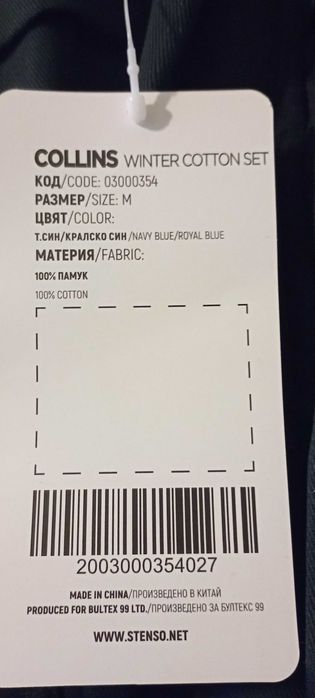 COLLINS WINTER COTTON SET
КОД/CODE: 03000354
РАЗМЕР/SIZE: M
ЦВЯТ/COLOR:
Т.СИН/КРАЛСКО СИН/NAVY BLUE/ROYAL BLUE
МАТЕРИЯ/FABRIC:
100% ПАМУК
100% COTTON
2003000354027
MADE IN CHINA/ПРОИЗВЕДЕНО В КИТАЙ
PRODUCED FOR BULTEX 99 LTD./ПРОИЗВЕДЕНО ЗА БУЛТЕКС 99
WWW.STENSO.NET